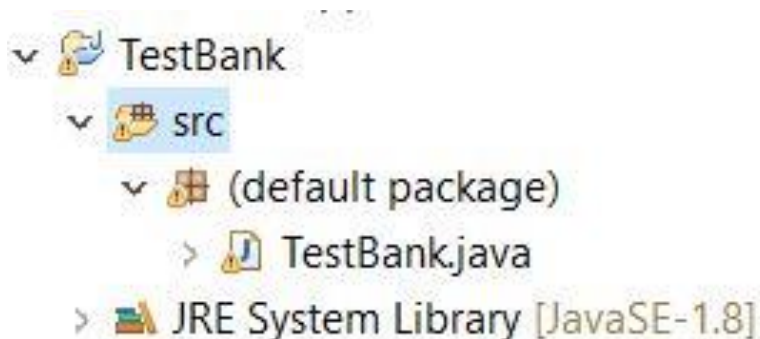 TestBank
src
(default package)
TestBank.java
JRE System Library [JavaSE-1.8]